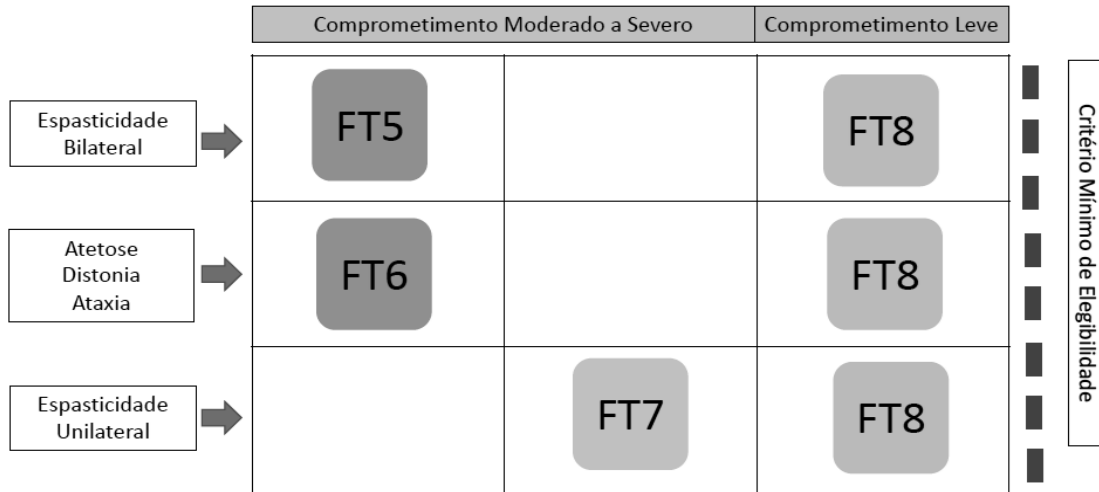 Comprometimento Moderado a Severo
Comprometimento Leve
Espasticidade
Bilateral
FT5
FT8
Atetose
Distonia
Ataxia
FT6
FT8
Espasticidade
Unilateral
FT7
FT8
Critério Mínimo de Elegibilidade